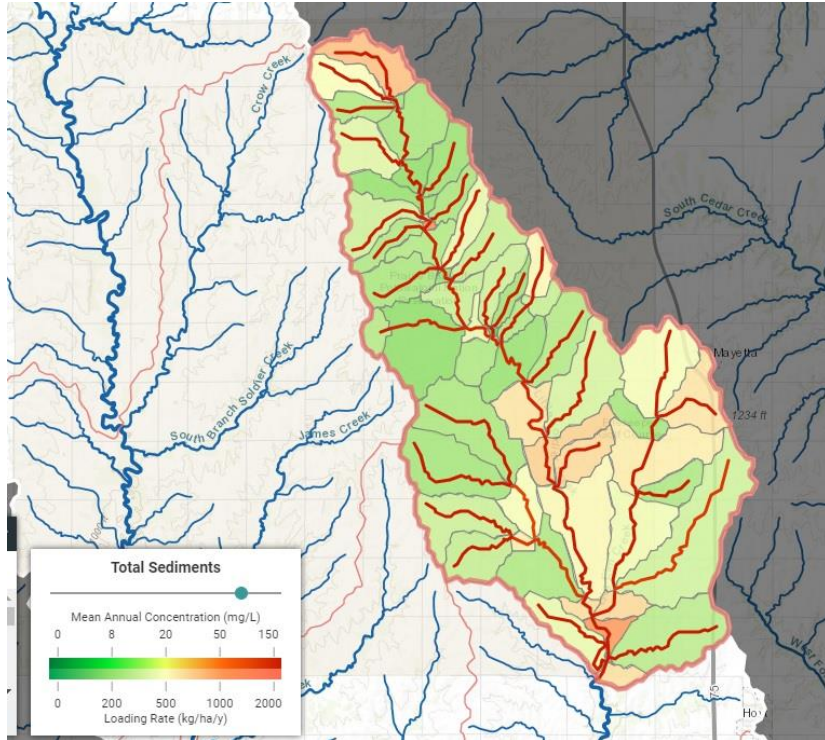 Crow Creek
South Cedar Creek
Mayetta
1234 ft
South Branch Soldier Creek
James Creek
Total Sediments
Mean Annual Concentration (mg/L)
0 8 20 50 150
0 200 500 1000 2000
Loading Rate (kg/ha/y)
75